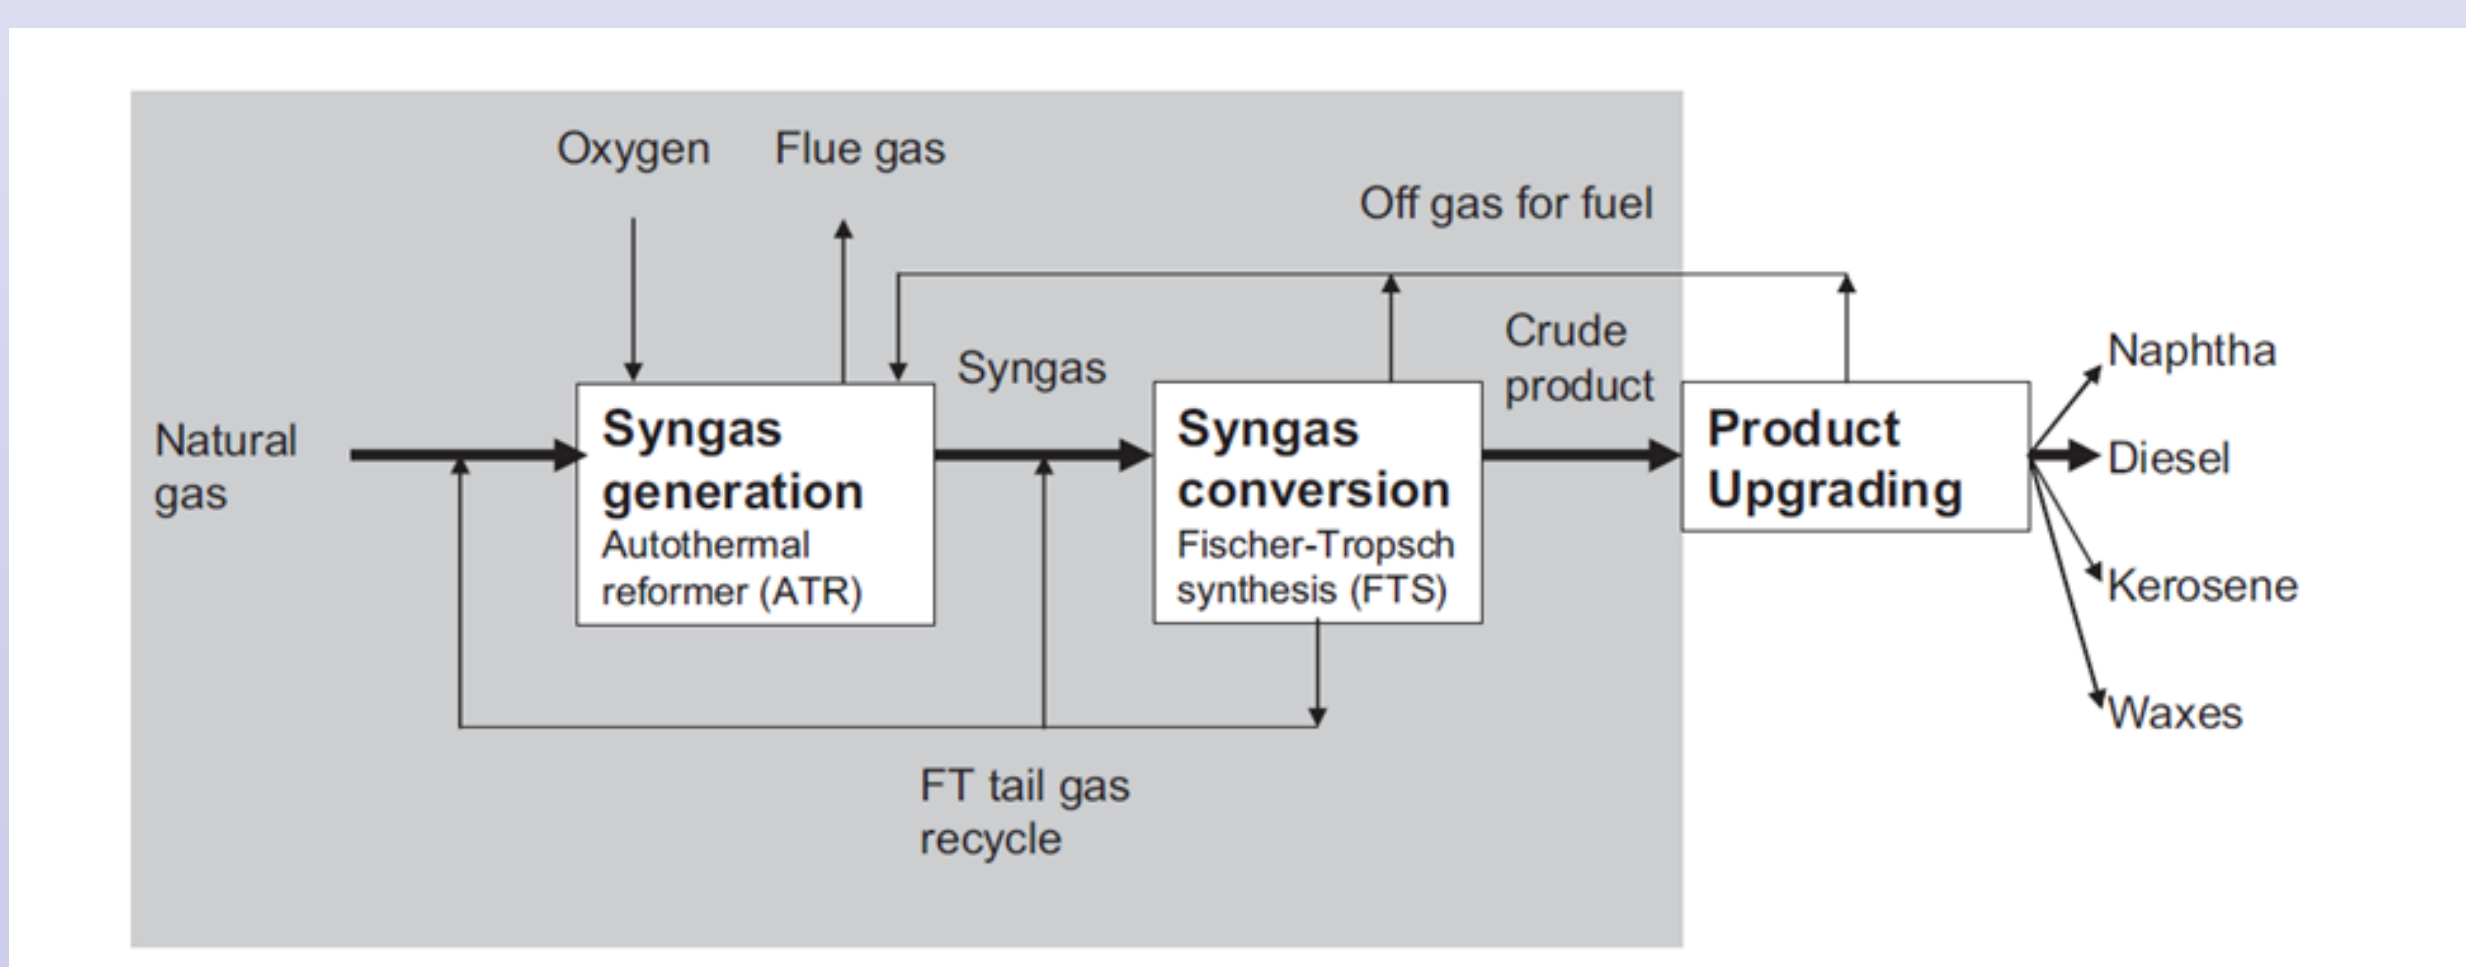 Oxygen
Flue gas
Off gas for fuel
Natural
gas
Syngas
generation
Autothermal
reformer (ATR)
Syngas
Syngas
conversion
Fischer-Tropsch
synthesis (FTS)
Crude
product
Product
Upgrading
Naphtha
Diesel
Kerosene
Waxes
FT tail gas
recycle